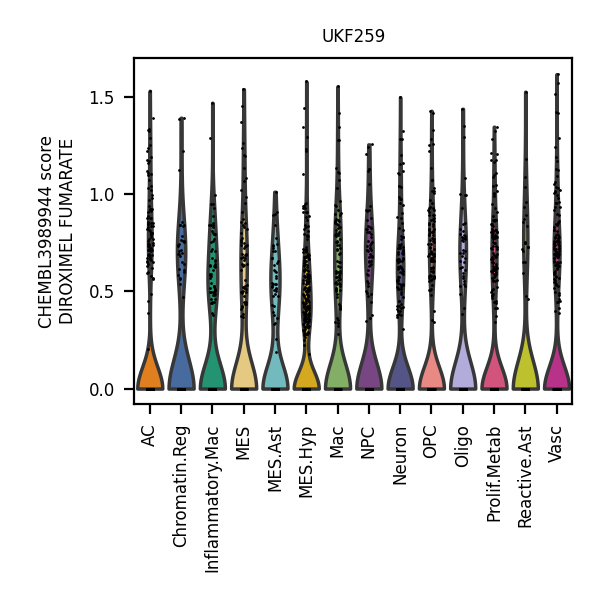 UKF259
CHEMBL3989944 score
DIROXIMEL FUMARATE
1.5
1.0
0.5
0.0
AC
Chromatin.Reg
Inflammatory.Mac
MES
MES.Ast
MES.Hyp
Mac
NPC
Neuron
OPC
Oligo
Prolif.Metab
Reactive.Ast
Vasc